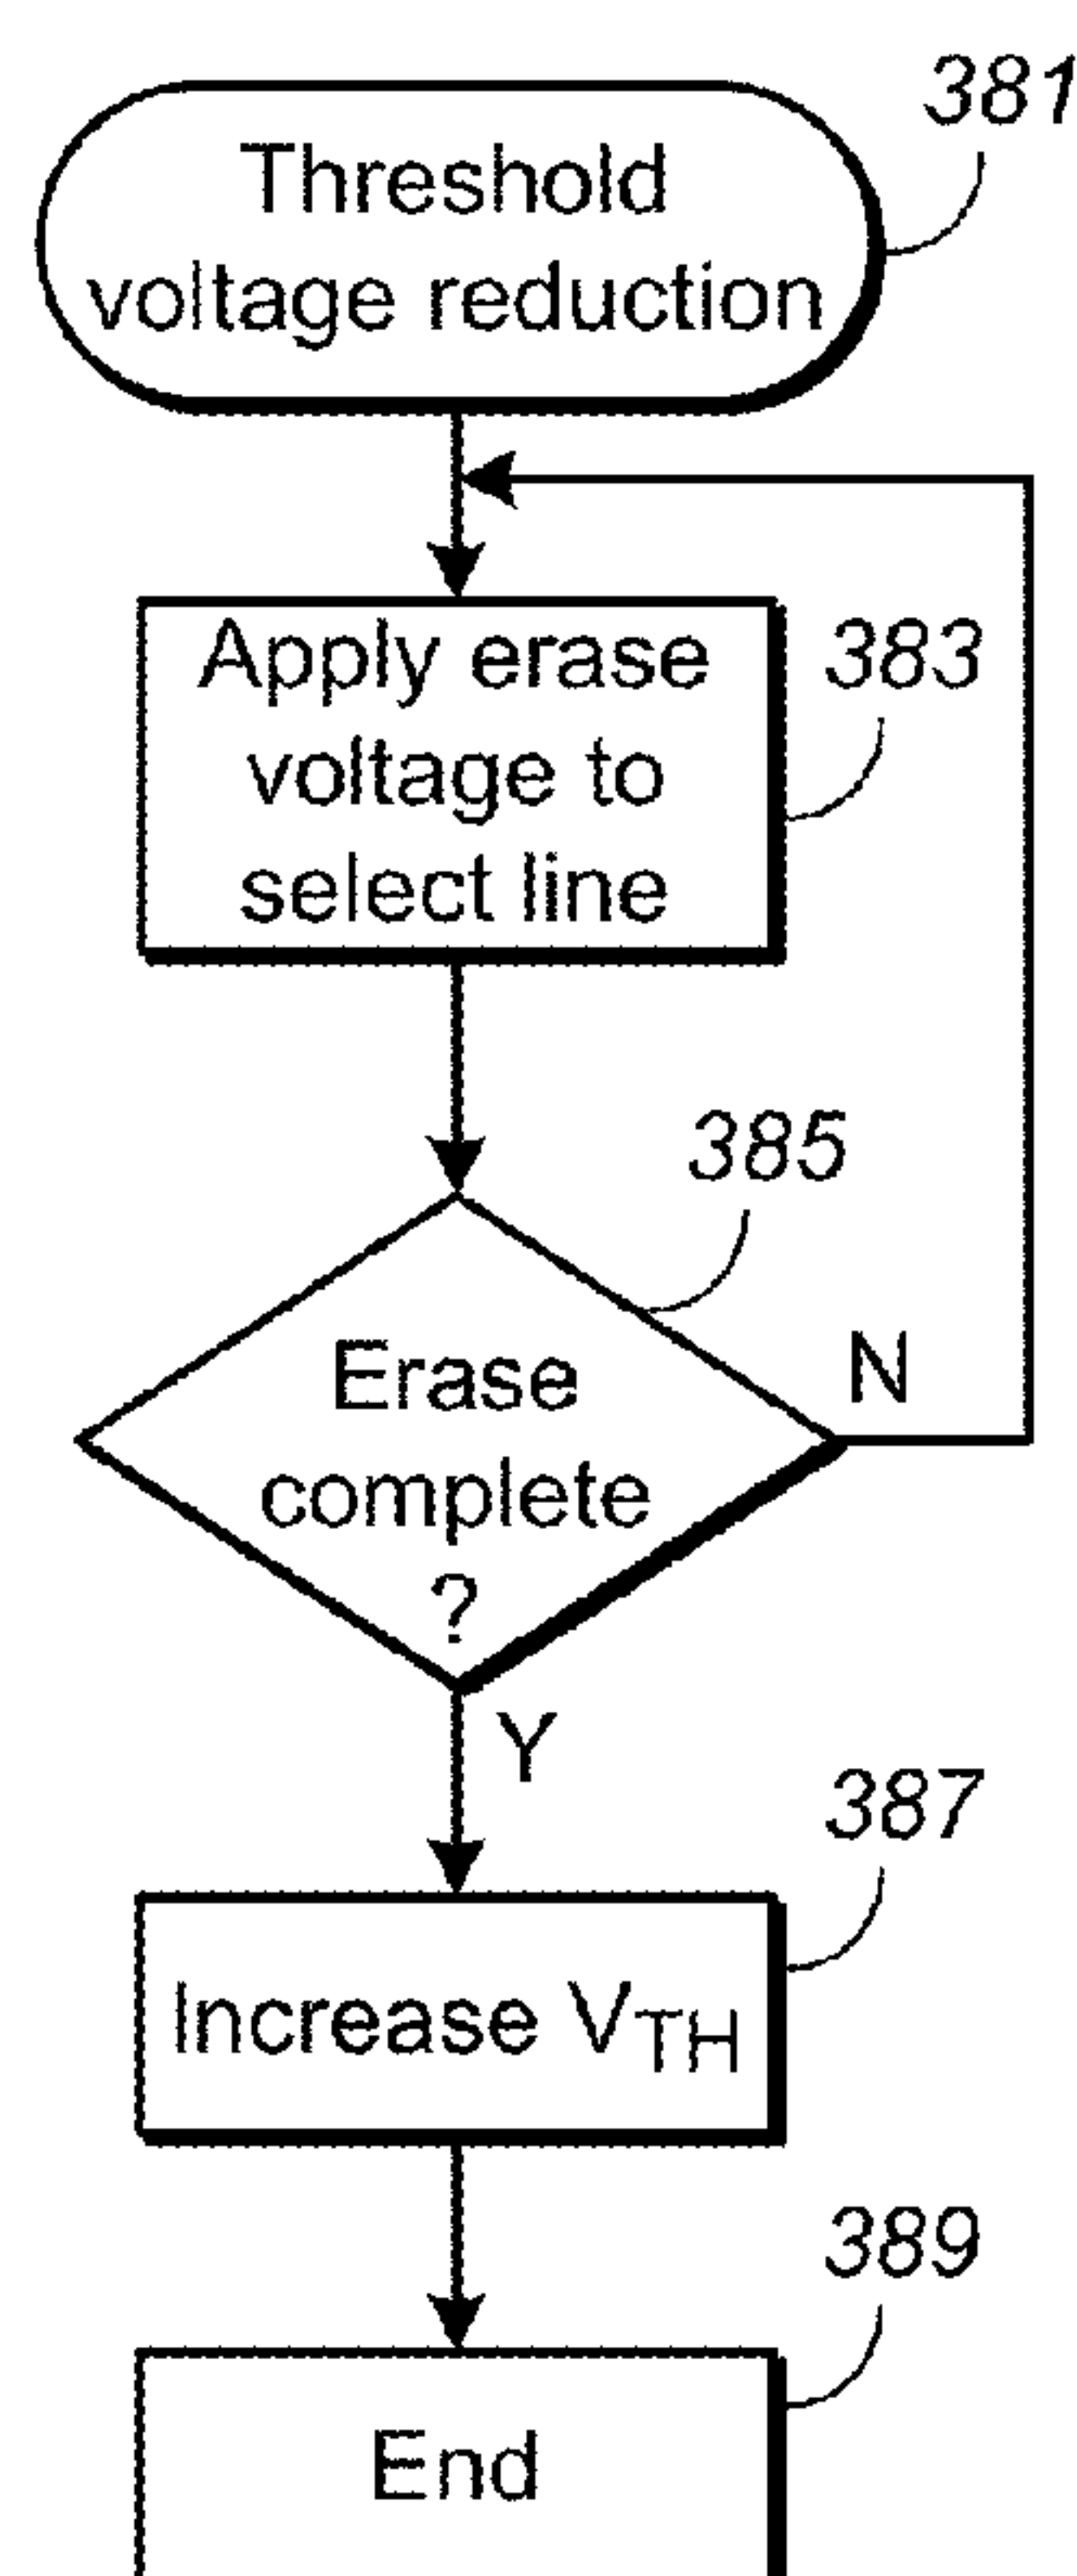 381
Threshold
voltage reduction
383
Apply erase
voltage to
select line
385
Erase
complete
?
N
Y
387
Increase VTH
389
End